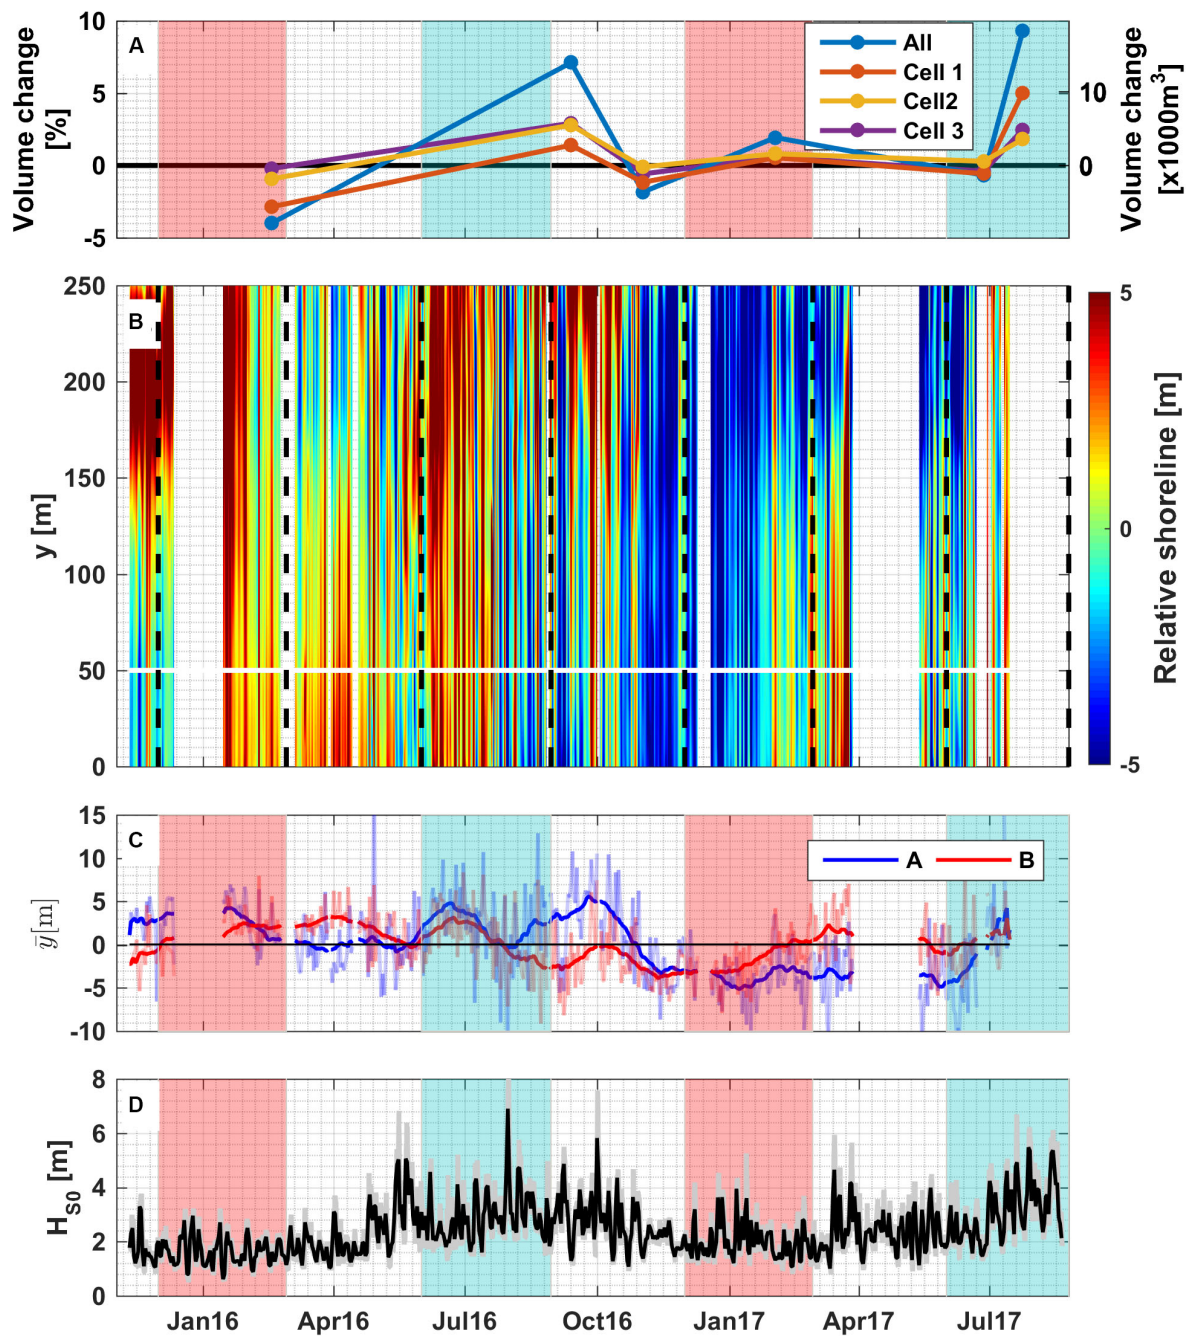 A
10
5
0
-5
Volume change
[%]
All
Cell 1
Cell2
Cell 3
10
0
Volume change
[x1000m³]
B
250
200
150
100
50
0
y [m]
5
0
-5
Relative shoreline [m]
C
15
10
5
0
-5
-10
ȳ[m]
A
B
D
8
6
4
2
0
H_S0 [m]
Jan16
Apr16
Jul16
Oct16
Jan17
Apr17
Jul17